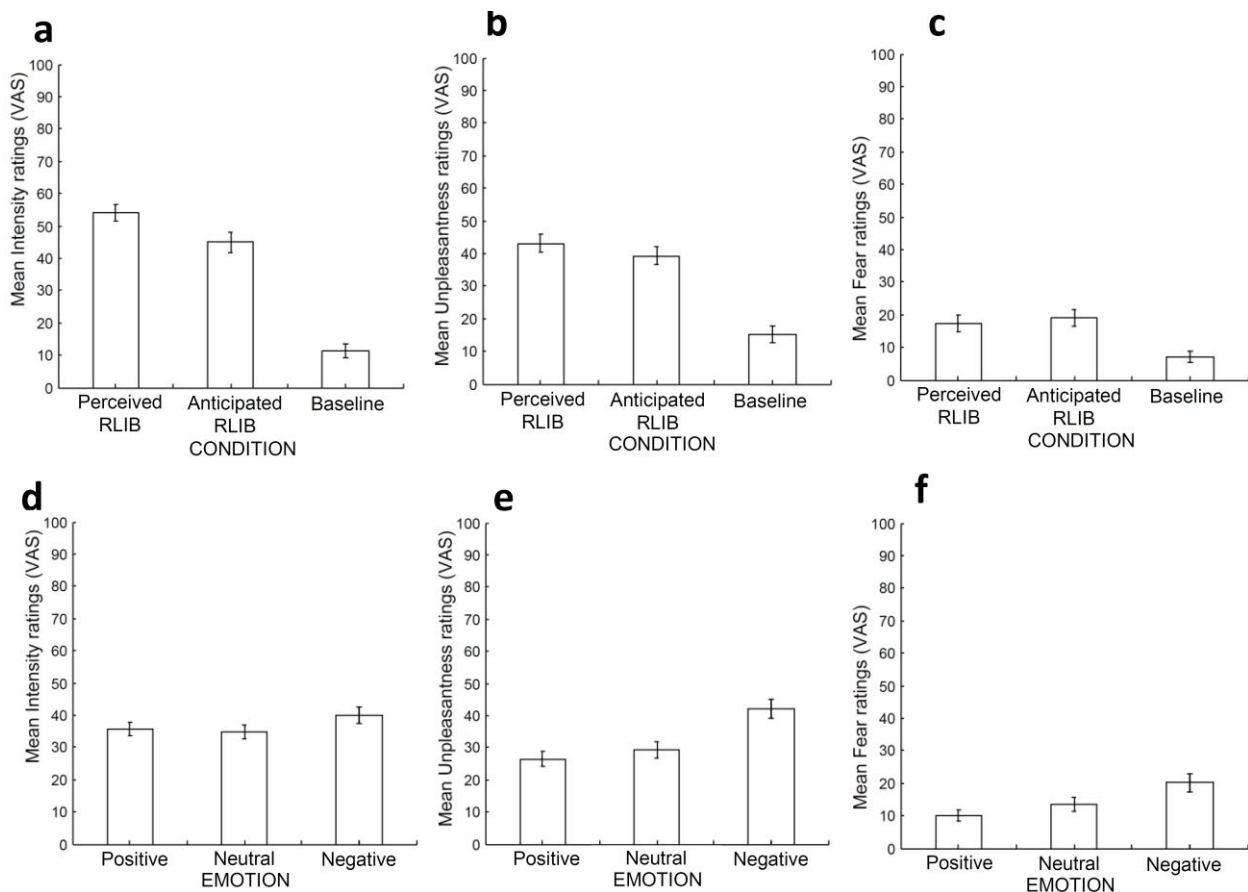 a
Mean Intensity ratings (VAS)
100
90
80
70
60
50
40
30
20
10
0
Perceived RLIB
Anticipated RLIB
Baseline
CONDITION
b
Mean Unpleasantness ratings (VAS)
100
90
80
70
60
50
40
30
20
10
0
Perceived RLIB
Anticipated RLIB
Baseline
CONDITION
c
Mean Fear ratings (VAS)
100
90
80
70
60
50
40
30
20
10
0
Perceived RLIB
Anticipated RLIB
Baseline
CONDITION
d
Mean Intensity ratings (VAS)
100
90
80
70
60
50
40
30
20
10
0
Positive
Neutral
Negative
EMOTION
e
Mean Unpleasantness ratings (VAS)
100
90
80
70
60
50
40
30
20
10
0
Positive
Neutral
Negative
EMOTION
f
Mean Fear ratings (VAS)
100
90
80
70
60
50
40
30
20
10
0
Positive
Neutral
Negative
EMOTION